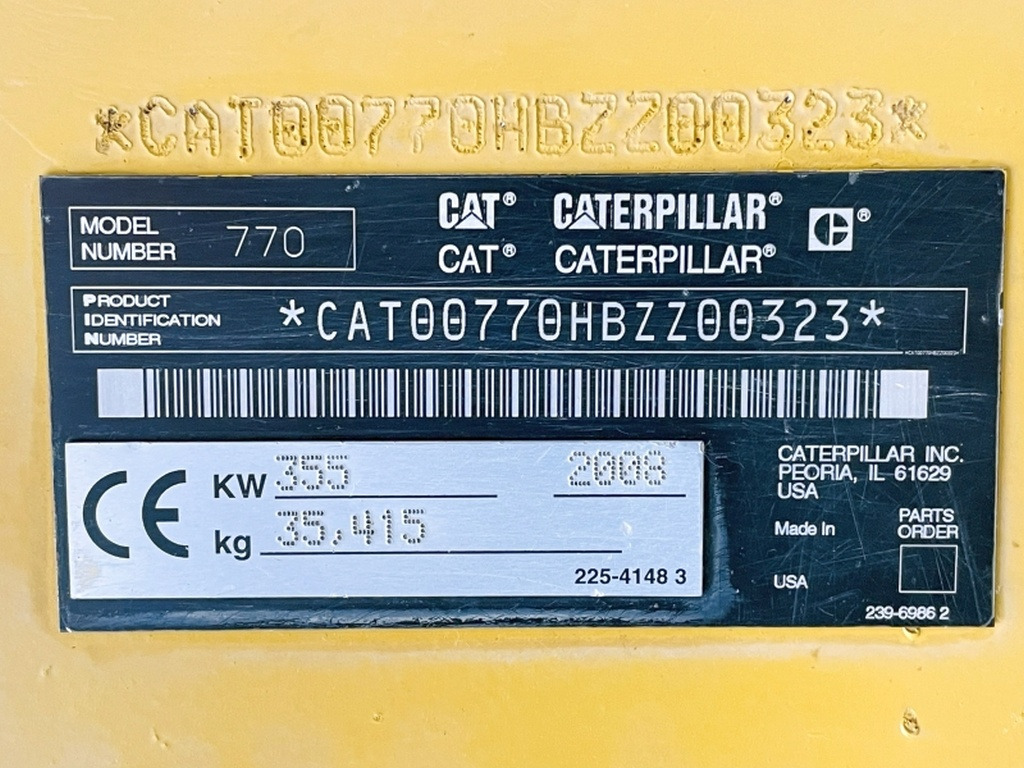 *CAT00770HBZZ00323*
MODEL NUMBER 770
CAT® CATERPILLAR®
CAT® CATERPILLAR®
PRODUCT
IDENTIFICATION
NUMBER
*CAT00770HBZZ00323*
*CAT00770HBZZ00323*
CE
KW 355 2008
kg 35,415
225-4148 3
CATERPILLAR INC.
PEORIA, IL 61629
USA
Made In
USA
PARTS
ORDER
239-6986 2